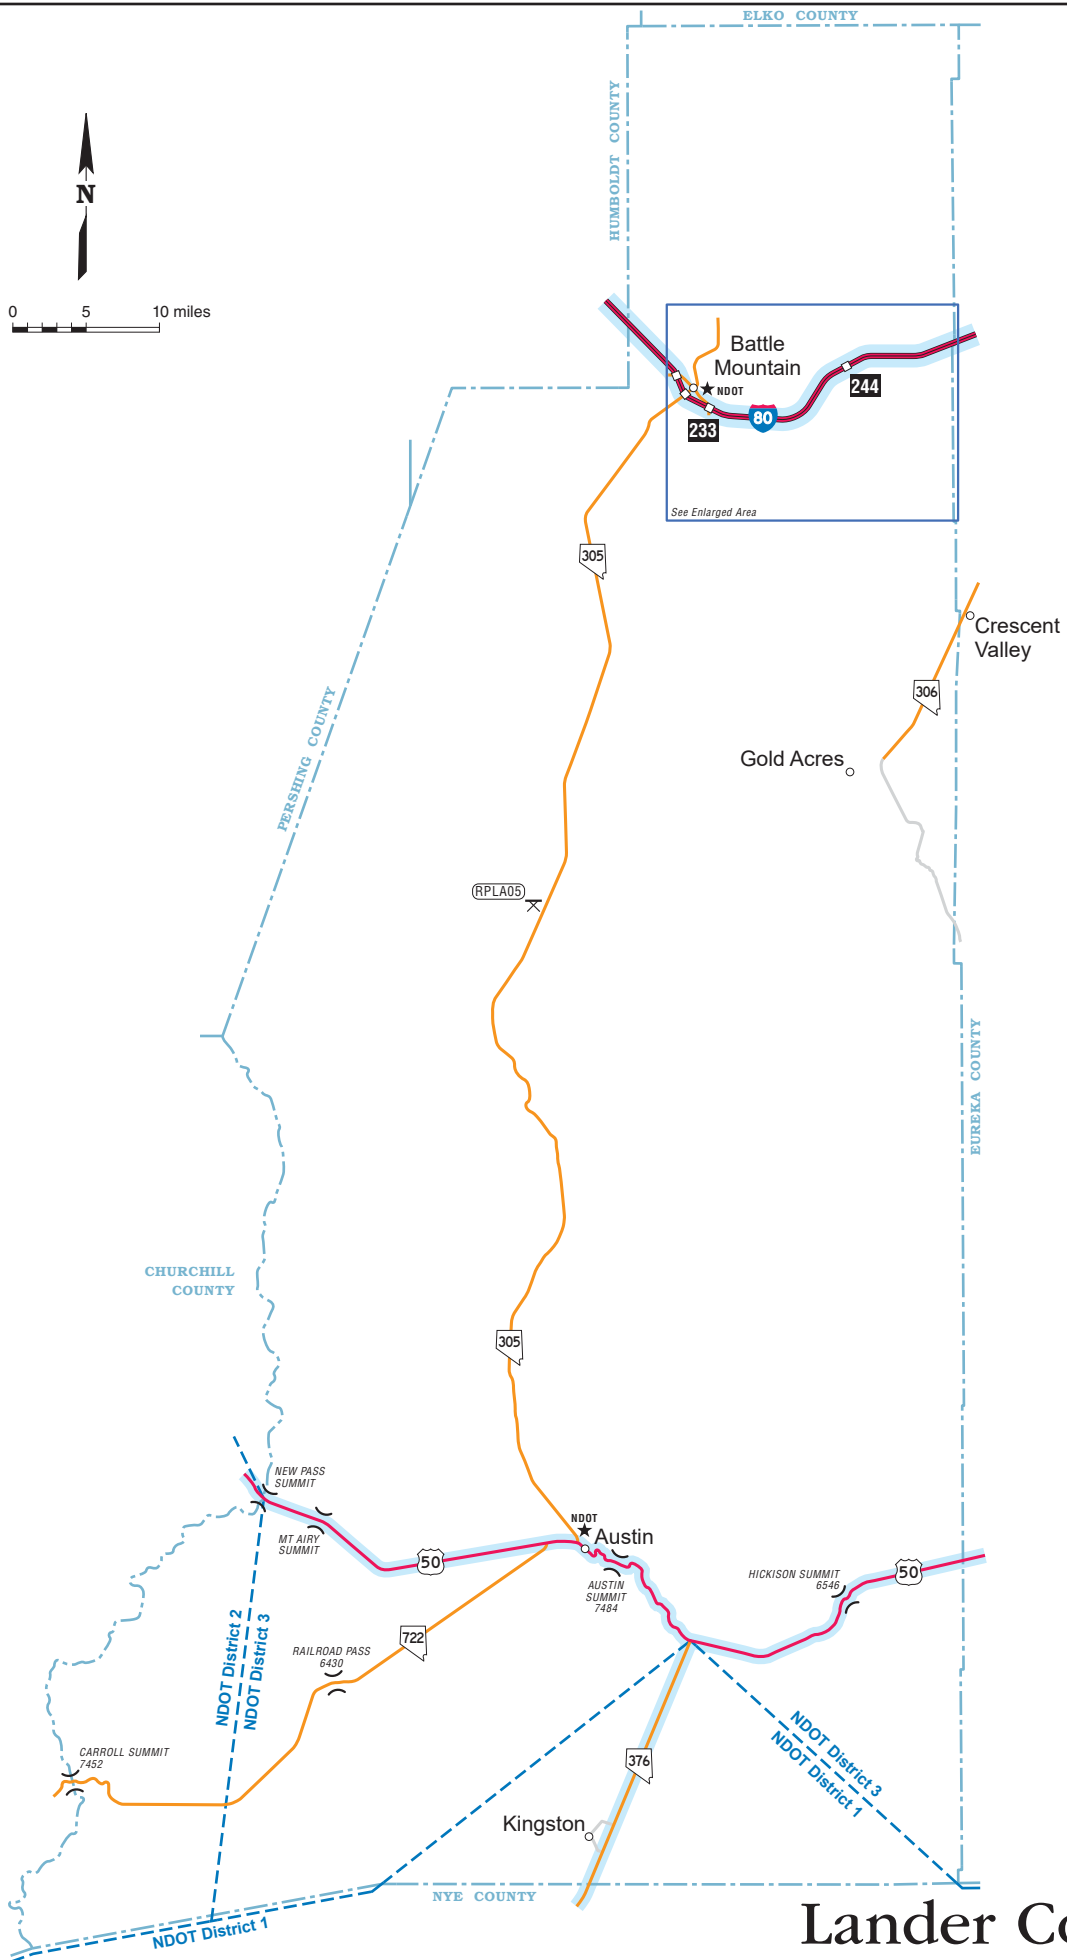 ELKO COUNTY
HUMBOLDT COUNTY
N
0 5 10 miles
Battle
Mountain
NDOT
244
80
233
See Enlarged Area
305
Crescent
Valley
306
PERSHING COUNTY
Gold Acres
RPLA05
EUREKA COUNTY
CHURCHILL
COUNTY
305
NEW PASS
SUMMIT
MT AIRY
SUMMIT
NDOT
Austin
50
AUSTIN
SUMMIT
7484
HICKISON SUMMIT
6546
50
NDOT District 2
NDOT District 3
722
RAILROAD PASS
6430
CARROLL SUMMIT
7452
NDOT District 3
NDOT District 1
376
Kingston
NYE COUNTY
NDOT District 1
Lander Co